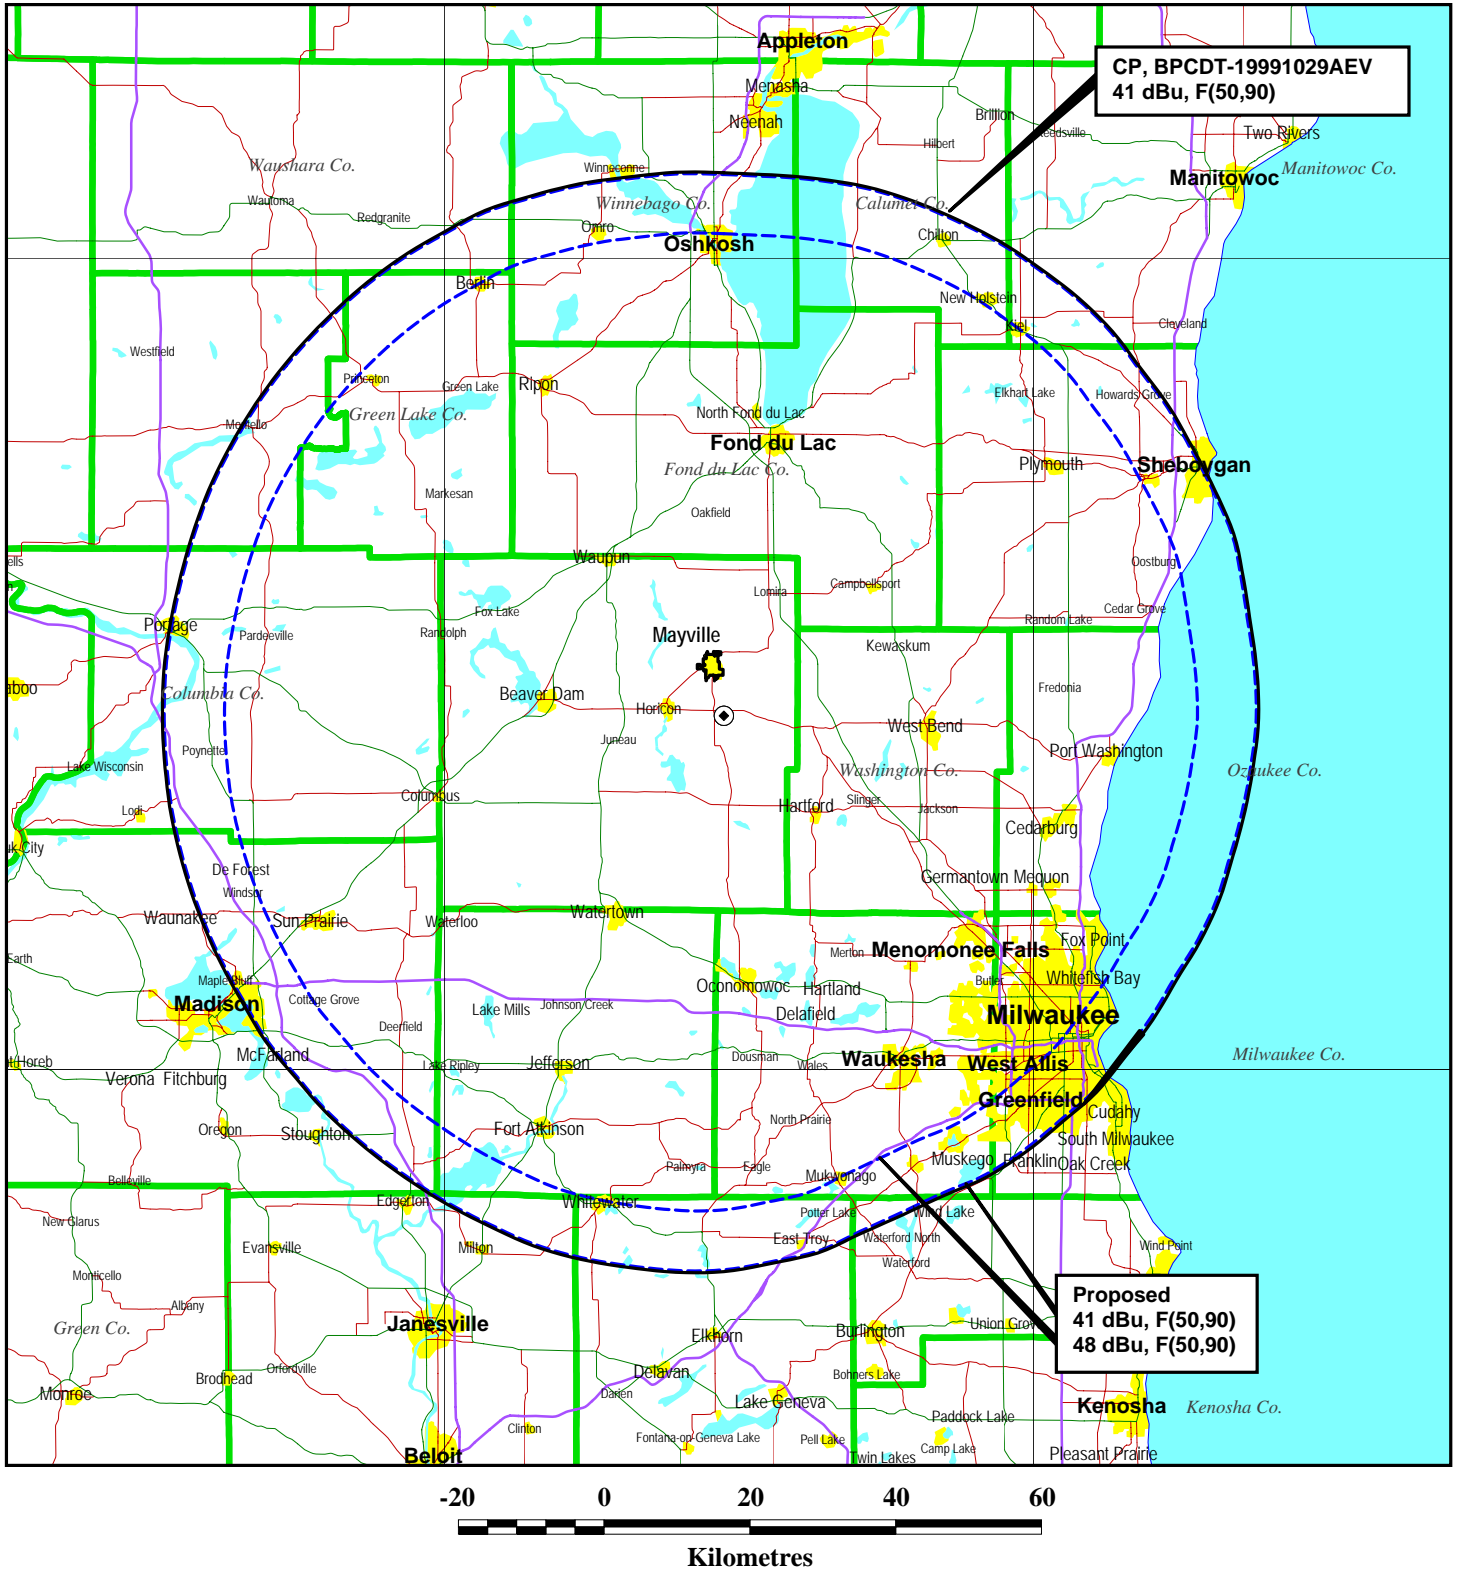 Appleton
CP, BPCDT-19991029AEV
41 dBu, F(50,90)
Menasha
Neenah
Brillion
Reedsville
Two Rivers
Hilbert
Waushara Co.
Winneconne
Manitowoc
Manitowoc Co.
Wautoma
Redgranite
Winnebago Co.
Calumet Co.
Omro
Oshkosh
Chilton
Berlin
New Holstein
Kiel
Cleveland
Westfield
Princeton
Green Lake
Ripon
Elkhart Lake
Howards Grove
Montello
Green Lake Co.
North Fond du Lac
Fond du Lac
Fond du Lac Co.
Plymouth
Sheboygan
Markesan
Oakfield
Waupun
ells
Oostburg
Lomira
Campbellsport
Fox Lake
Cedar Grove
Random Lake
Portage
Pardeeville
Randolph
Mayville
Kewaskum
aboo
Columbia Co.
Beaver Dam
Horicon
Fredonia
West Bend
Juneau
Port Washington
Poynette
Lake Wisconsin
Washington Co.
Ozaukee Co.
Columbus
Lodi
Hartford
Slinger
Jackson
Cedarburg
uk City
De Forest
Windsor
Germantown Mequon
Waunakee
Sun Prairie
Waterloo
Watertown
Fox Point
Menomonee Falls
Merton
Earth
Maple Bluff
Butler
Whitefish Bay
Oconomowoc
Hartland
Madison
Cottage Grove
Lake Mills
Johnson Creek
Delafield
Milwaukee
Deerfield
McFarland
Dousman
Waukesha
West Allis
Milwaukee Co.
t Horeb
Lake Ripley
Jefferson
Wales
Verona Fitchburg
Greenfield
Cudahy
Oregon
Stoughton
Fort Atkinson
North Prairie
South Milwaukee
Muskego
Franklin
Oak Creek
Palmyra
Eagle
Mukwonago
Belleville
Edgerton
Whitewater
Potter Lake
Wind Lake
New Glarus
Evansville
Milton
East Troy
Waterford North
Wind Point
Waterford
Monticello
Albany
Proposed
41 dBu, F(50,90)
48 dBu, F(50,90)
Green Co.
Janesville
Elkhorn
Burlington
Union Grove
Brodhead
Orfordville
Delavan
Bohners Lake
Monroe
Darien
Lake Geneva
Kenosha
Kenosha Co.
Paddock Lake
Beloit
Clinton
Fontana-on-Geneva Lake
Pell Lake
Camp Lake
Twin Lakes
Pleasant Prairie
-20 0 20 40 60
Kilometres